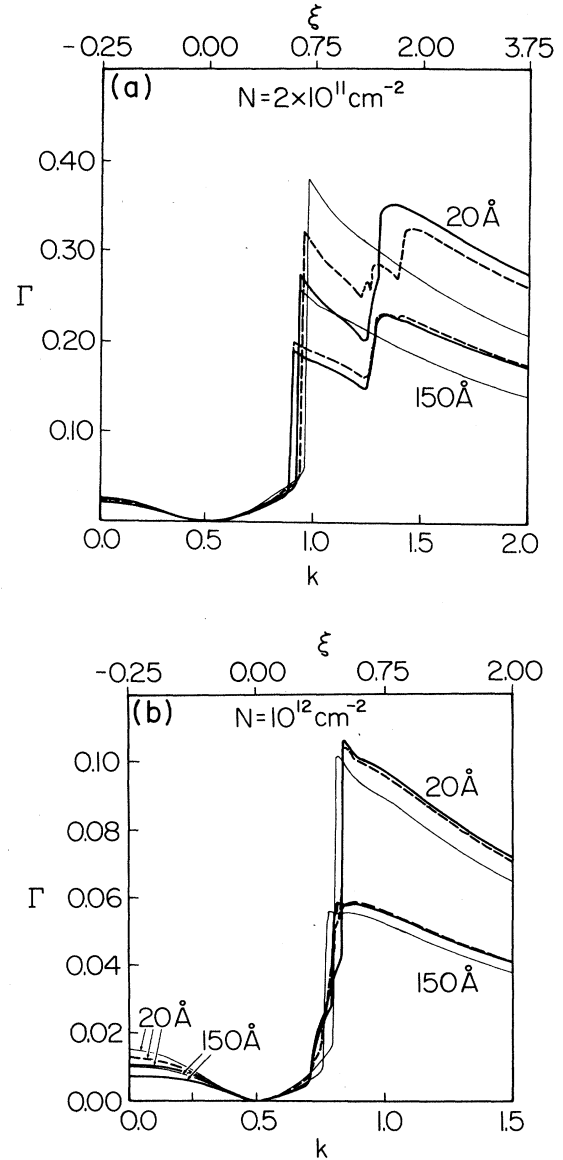 ξ
-0.25 0.00 0.75 2.00 3.75
(a) N=2×10¹¹cm⁻²
0.40
20Å
0.30
Γ
0.20
150Å
0.10
0.0 0.5 1.0 1.5 2.0
k
ξ
-0.25 0.00 0.75 2.00
(b) N=10¹²cm⁻²
0.10
20Å
0.08
Γ 0.06
0.04
150Å
0.02
20Å
150Å
0.00
0.0 0.5 1.0 1.5
k